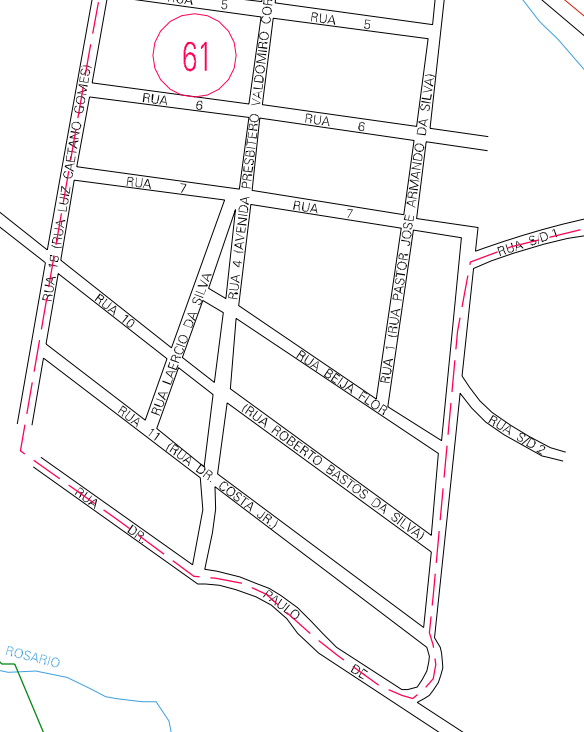 RUA 5
RUA 5
61
RUA 6
RUA 6
RUA 7
RUA 7
RUA 13 (RUA LUIZ CAETANO GOMES)
RUA 4 (AVENIDA PRESBITERO VALDOMIRO
RUA 1 (RUA PASTOR JOSE ARMANDO DA SILVA)
RUA S/D 1
RUA LAERCIO DA SILVA
RUA 10
RUA BEIJA FLOR
(RUA ROBERTO BASTOS DA SILVA)
RUA 11 (RUA DR. COSTA JR.)
RUA S/D 2
RUA DR. PAULO DE
ROSARIO